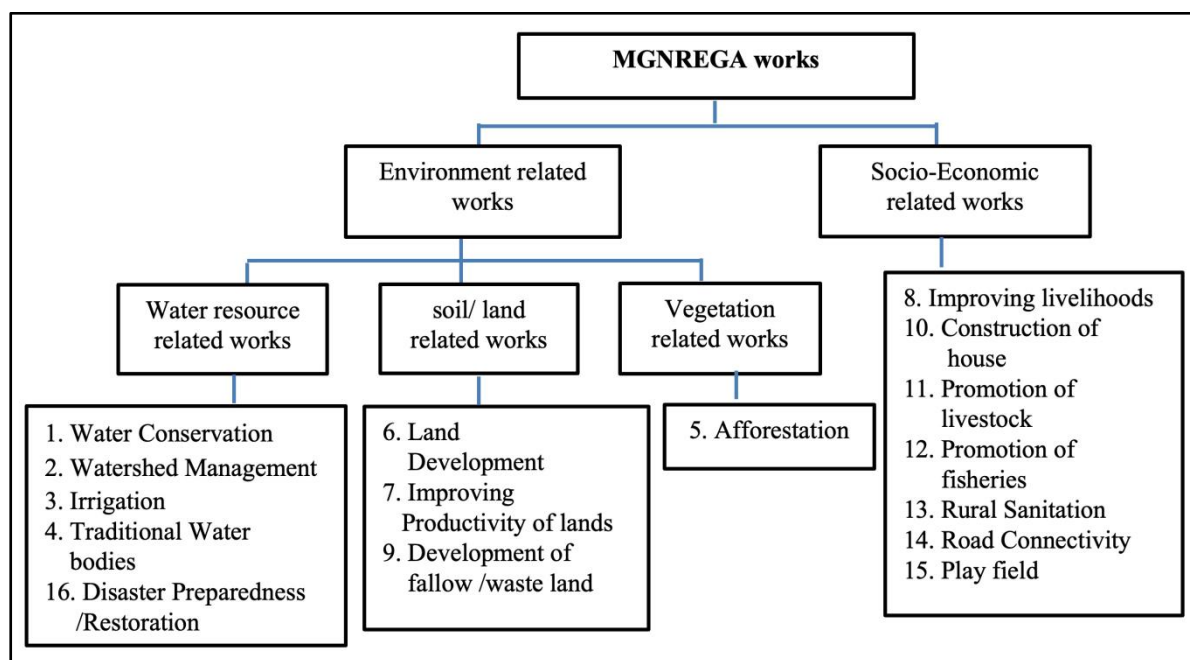 MGNREGA works
Environment related
works
Socio-Economic
related works
Water resource
related works
soil/ land
related works
Vegetation
related works
1. Water Conservation
2. Watershed Management
3. Irrigation
4. Traditional Water
bodies
16. Disaster Preparedness
/Restoration
6. Land
Development
7. Improving
Productivity of lands
9. Development of
fallow /waste land
5. Afforestation
8. Improving livelihoods
10. Construction of
house
11. Promotion of
livestock
12. Promotion of
fisheries
13. Rural Sanitation
14. Road Connectivity
15. Play field